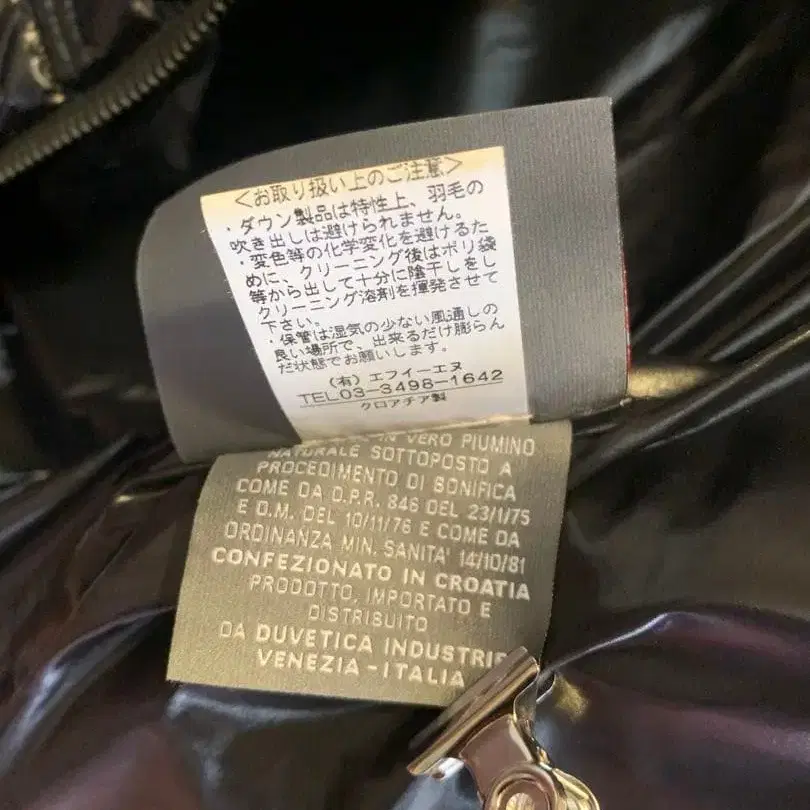 ＜お取り扱い上のご注意＞
・ダウン製品は特性上、羽毛の
吹き出しは避けられません。
・変色等の化学変化を避けるた
めに、クリーニング後はポリ袋
等から出して十分に陰干しをし
クリーニング溶剤を揮発させて
下さい。
・保管は湿気の少ない風通しの
良い場所で、出来るだけ膨らん
だ状態でお願いします。
(有) エフイーエヌ
TEL03-3498-1642
クロアチア製
IN VERO PIUMINO
NATURALE SOTTOPOSTO A
PROCEDIMENTO DI BONIFICA
COME DA D.P.R. 846 DEL 23/1/75
E D.M. DEL 10/11/76 E COME DA
ORDINANZA MIN. SANITA' 14/10/81
CONFEZIONATO IN CROATIA
PRODOTTO, IMPORTATO E
DISTRIBUITO
DA DUVETICA INDUSTRIE
VENEZIA-ITALIA